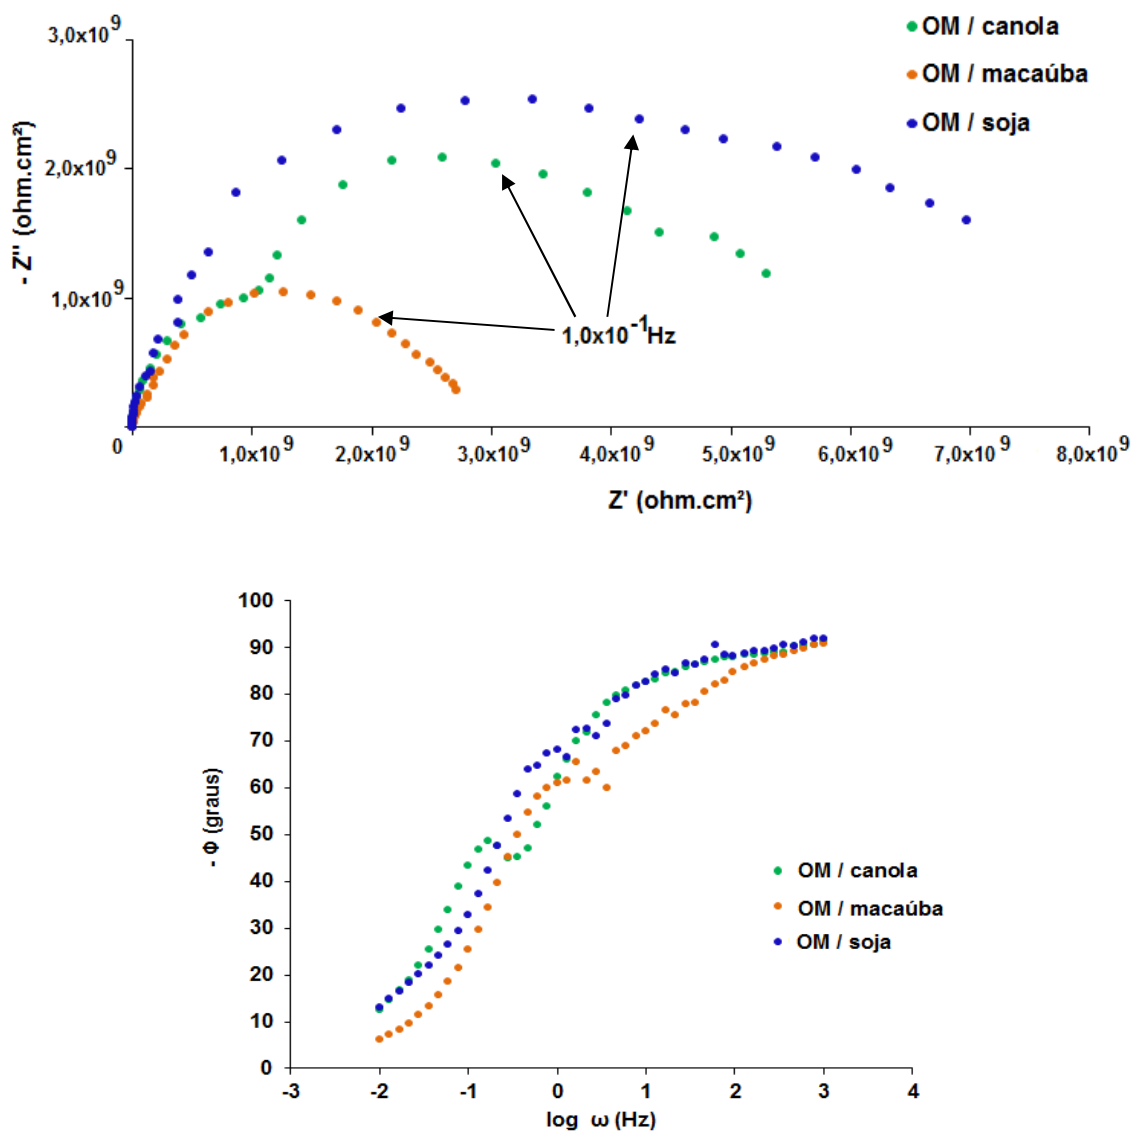 3,0x10⁹
2,0x10⁹
1,0x10⁹
0
- Z'' (ohm.cm²)
OM / canola
OM / macaúba
OM / soja
1,0x10⁻¹Hz
1,0x10⁹ 2,0x10⁹ 3,0x10⁹ 4,0x10⁹ 5,0x10⁹ 6,0x10⁹ 7,0x10⁹ 8,0x10⁹
Z' (ohm.cm²)
100
90
80
70
60
50
40
30
20
10
0
- Φ (graus)
OM / canola
OM / macaúba
OM / soja
-3 -2 -1 0 1 2 3 4
log ω (Hz)